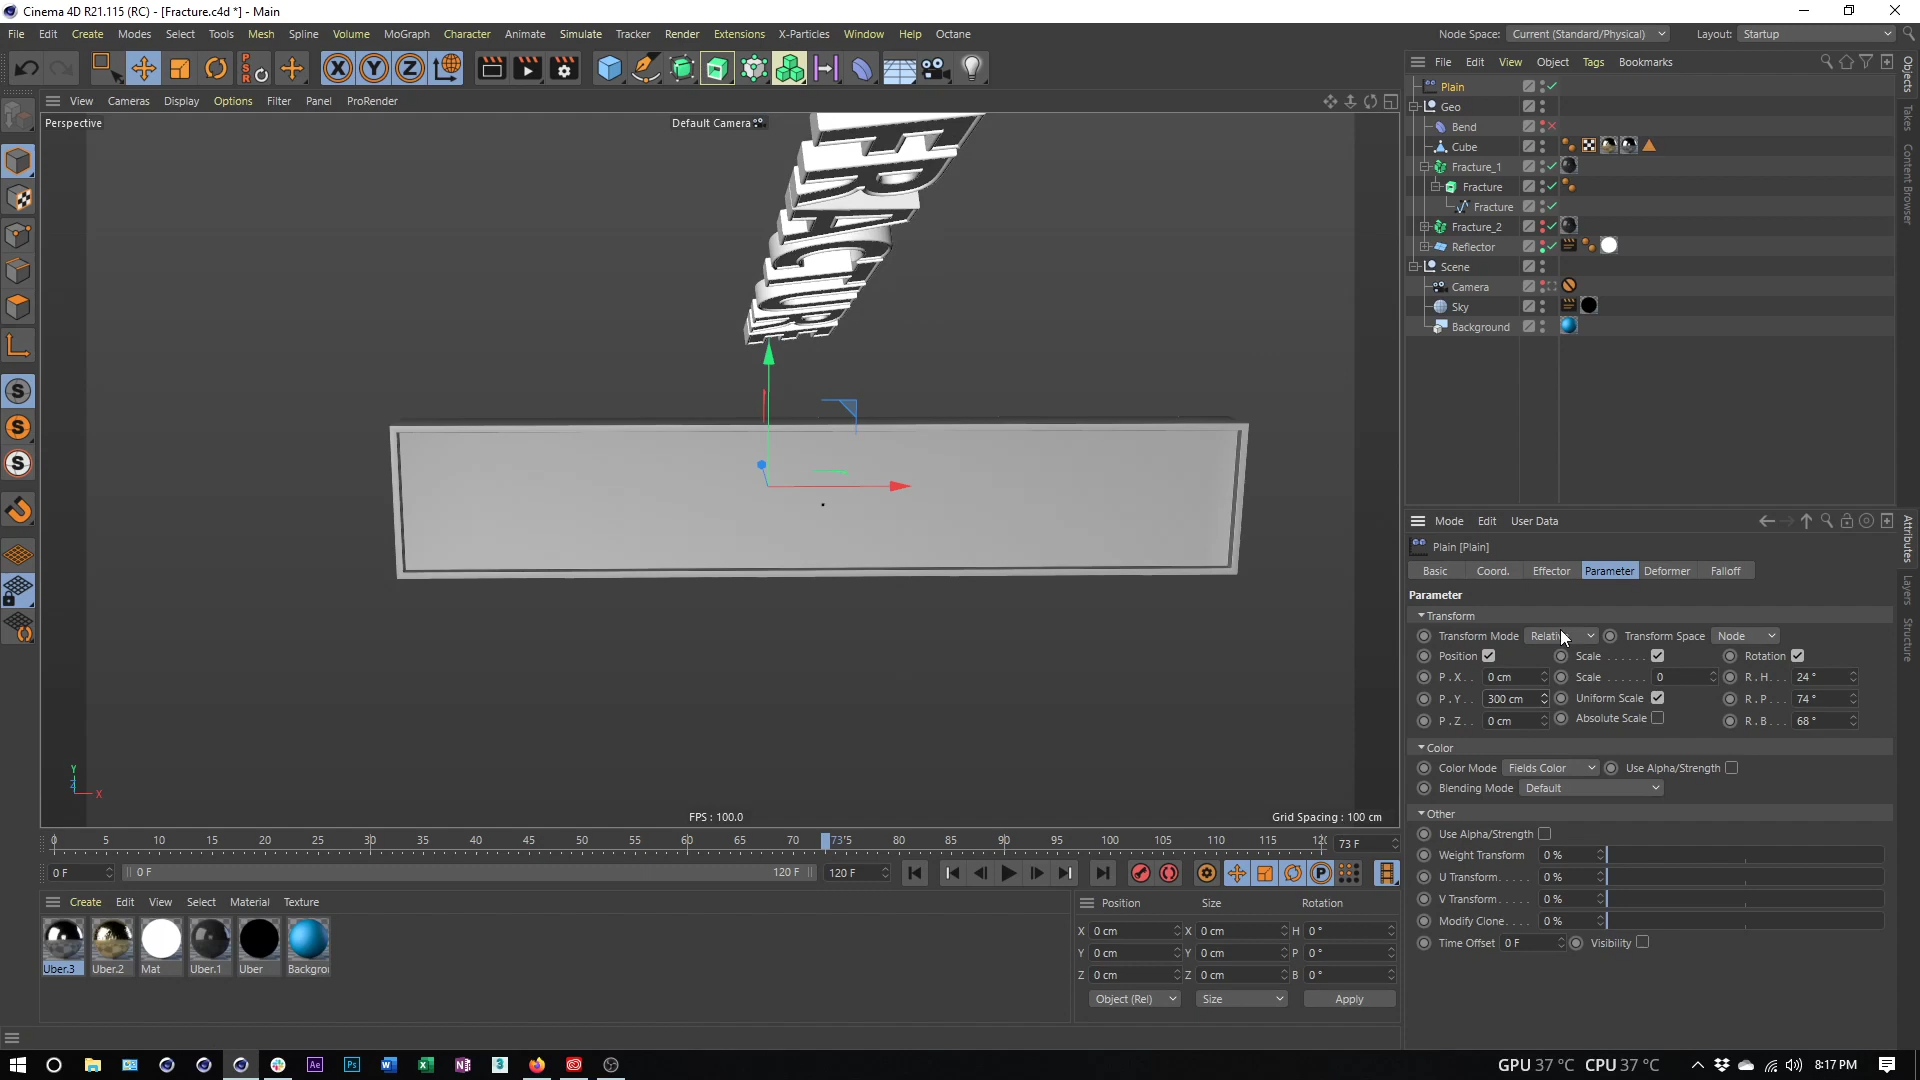 Cinema 4D R21.115 (RC) - [Fracture.c4d *] - Main
File Edit Create Modes Select Tools Mesh Spline Volume MoGraph Character Animate Simulate Tracker Render Extensions X-Particles Window Help Octane
Node Space: Current (Standard/Physical) Layout: Startup
View Cameras Display Options Filter Panel ProRender
Perspective
Default Camera
FRACTURE
FPS : 100.0
Grid Spacing : 100 cm
Y
Z
X
0 5 10 15 20 25 30 35 40 45 50 55 60 65 70 73 80 85 90 95 100 105 110 115
73 F
0 F
0 F
120 F
120 F
Create Edit View Select Material Texture
Uber.3 Uber.2 Mat Uber.1 Uber Backgrou
Position Size Rotation
X 0 cm X 0 cm H 0 °
Y 0 cm Y 0 cm P 0 °
Z 0 cm Z 0 cm B 0 °
Object (Rel) Size Apply
File Edit View Object Tags Bookmarks
Plain
Geo
Bend
Cube
Fracture_1
Fracture
Fracture
Fracture_2
Reflector
Scene
Camera
Sky
Background
Objects
Takes
Content Browser
Attributes
Layers
Structure
Mode Edit User Data
Plain [Plain]
Basic Coord. Effector Parameter Deformer Falloff
Parameter
Transform
Transform Mode Relativ Transform Space Node
Position Scale . . . . . . Rotation
P . X . . 0 cm Scale . . . . . . 0 R . H . . . 24 °
P . Y . . 300 cm Uniform Scale R . P . . . 74 °
P . Z . . 0 cm Absolute Scale R . B . . . 68 °
Color
Color Mode Fields Color Use Alpha/Strength
Blending Mode Default
Other
Use Alpha/Strength
Weight Transform 0 %
U Transform. . . . . 0 %
V Transform. . . . . 0 %
Modify Clone. . . . . 0 %
Time Offset 0 F Visibility
GPU 37 °C CPU 37 °C
8:17 PM